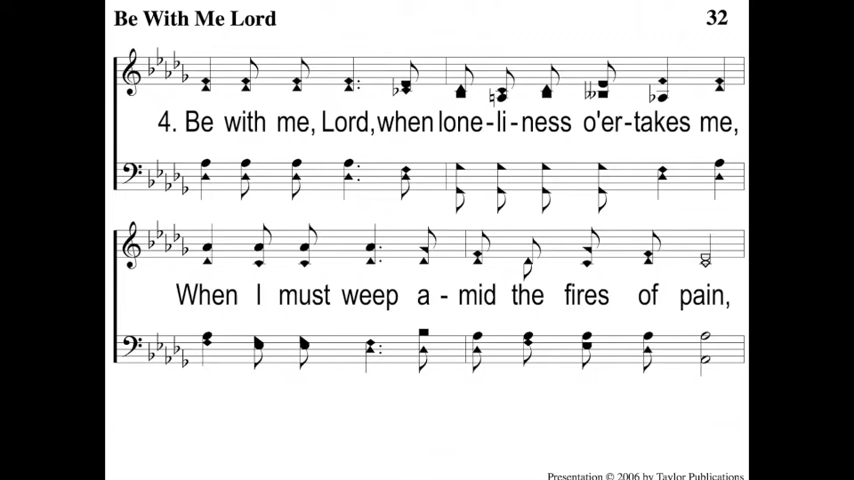 Be With Me Lord 32
4. Be with me, Lord, when lone-li-ness o'er-takes me,
When I must weep a-mid the fires of pain,
Presentation © 2006 by Taylor Publications